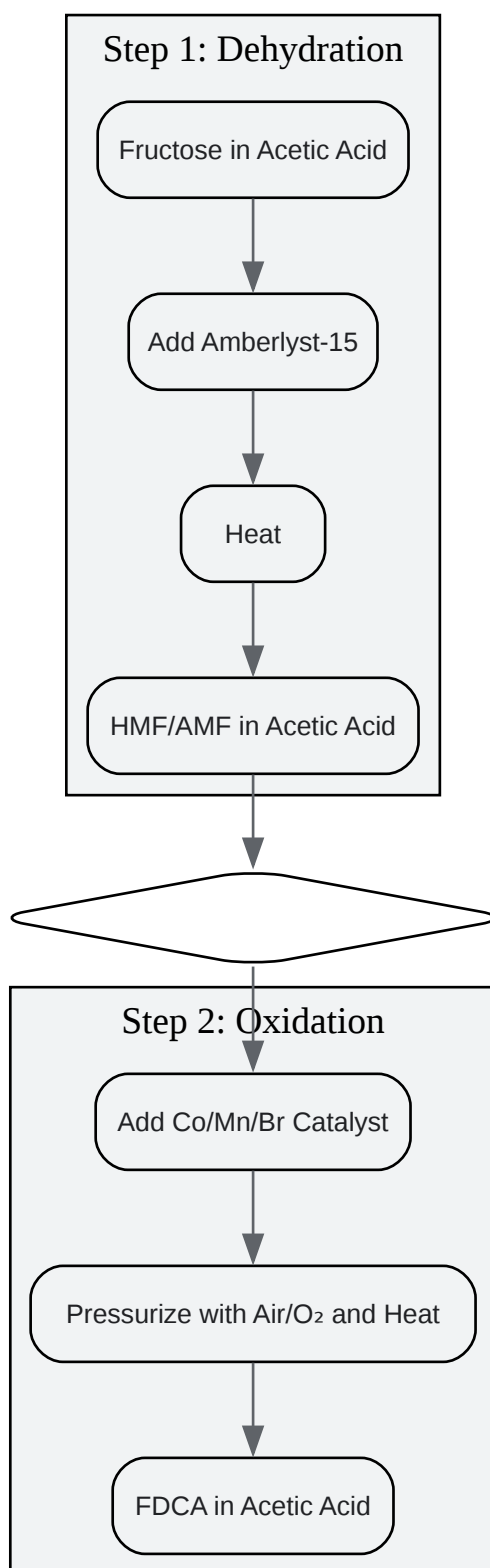 Step 1: Dehydration
Fructose in Acetic Acid
Add Amberlyst-15
Heat
HMF/AMF in Acetic Acid
Step 2: Oxidation
Add Co/Mn/Br Catalyst
Pressurize with Air/O₂ and Heat
FDCA in Acetic Acid